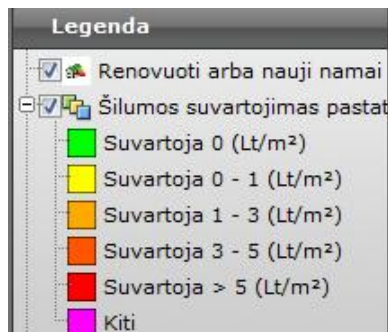 Legenda
Renovuoti arba nauji namai
Šilumos suvartojimas pastat
Suvartoja 0 (Lt/m²)
Suvartoja 0 - 1 (Lt/m²)
Suvartoja 1 - 3 (Lt/m²)
Suvartoja 3 - 5 (Lt/m²)
Suvartoja > 5 (Lt/m²)
Kiti